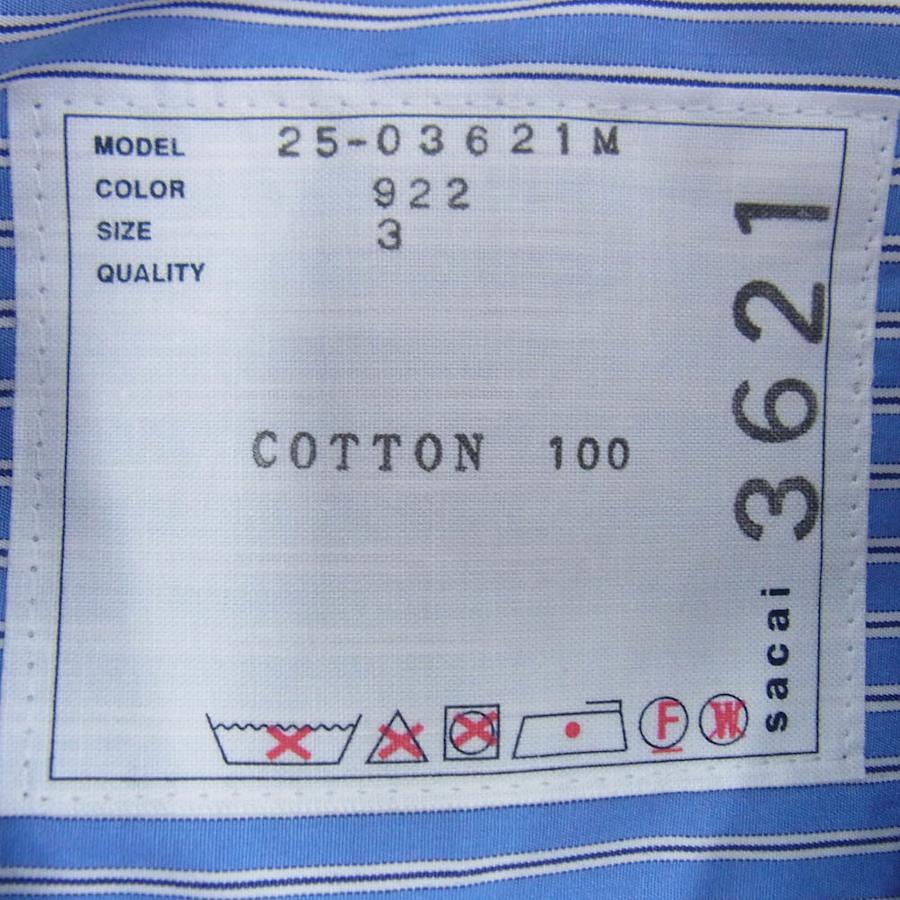 MODEL 25-03621M
COLOR 922
SIZE 3
QUALITY
COTTON 100
F W
sacai 3621